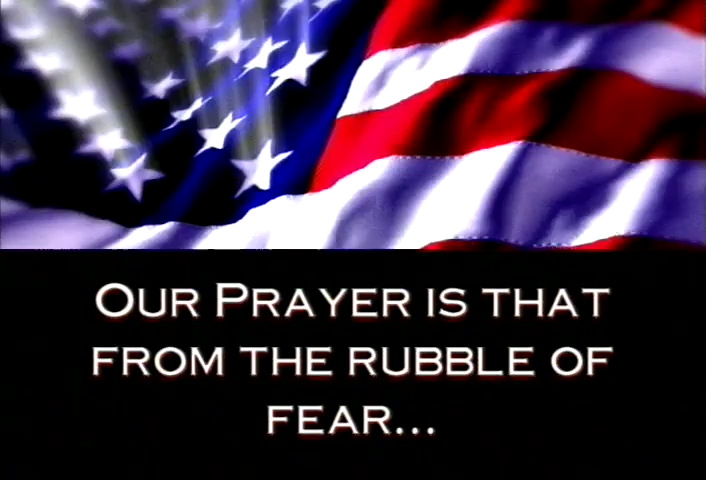 Our Prayer is that
from the rubble of
fear...